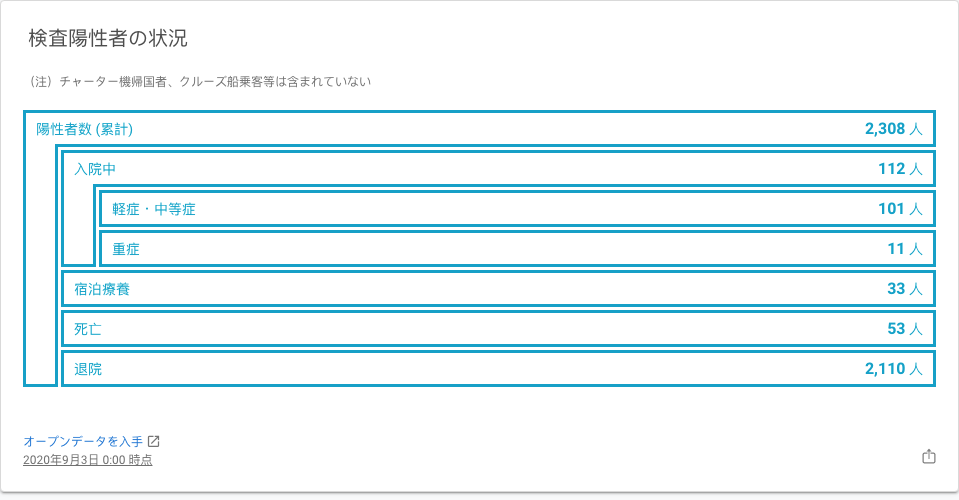 検査陽性者の状況
（注）チャーター機帰国者、クルーズ船乗客等は含まれていない
陽性者数 (累計) 2,308 人
入院中 112 人
軽症・中等症 101 人
重症 11 人
宿泊療養 33 人
死亡 53 人
退院 2,110 人
オープンデータを入手
2020年9月3日 0:00 時点